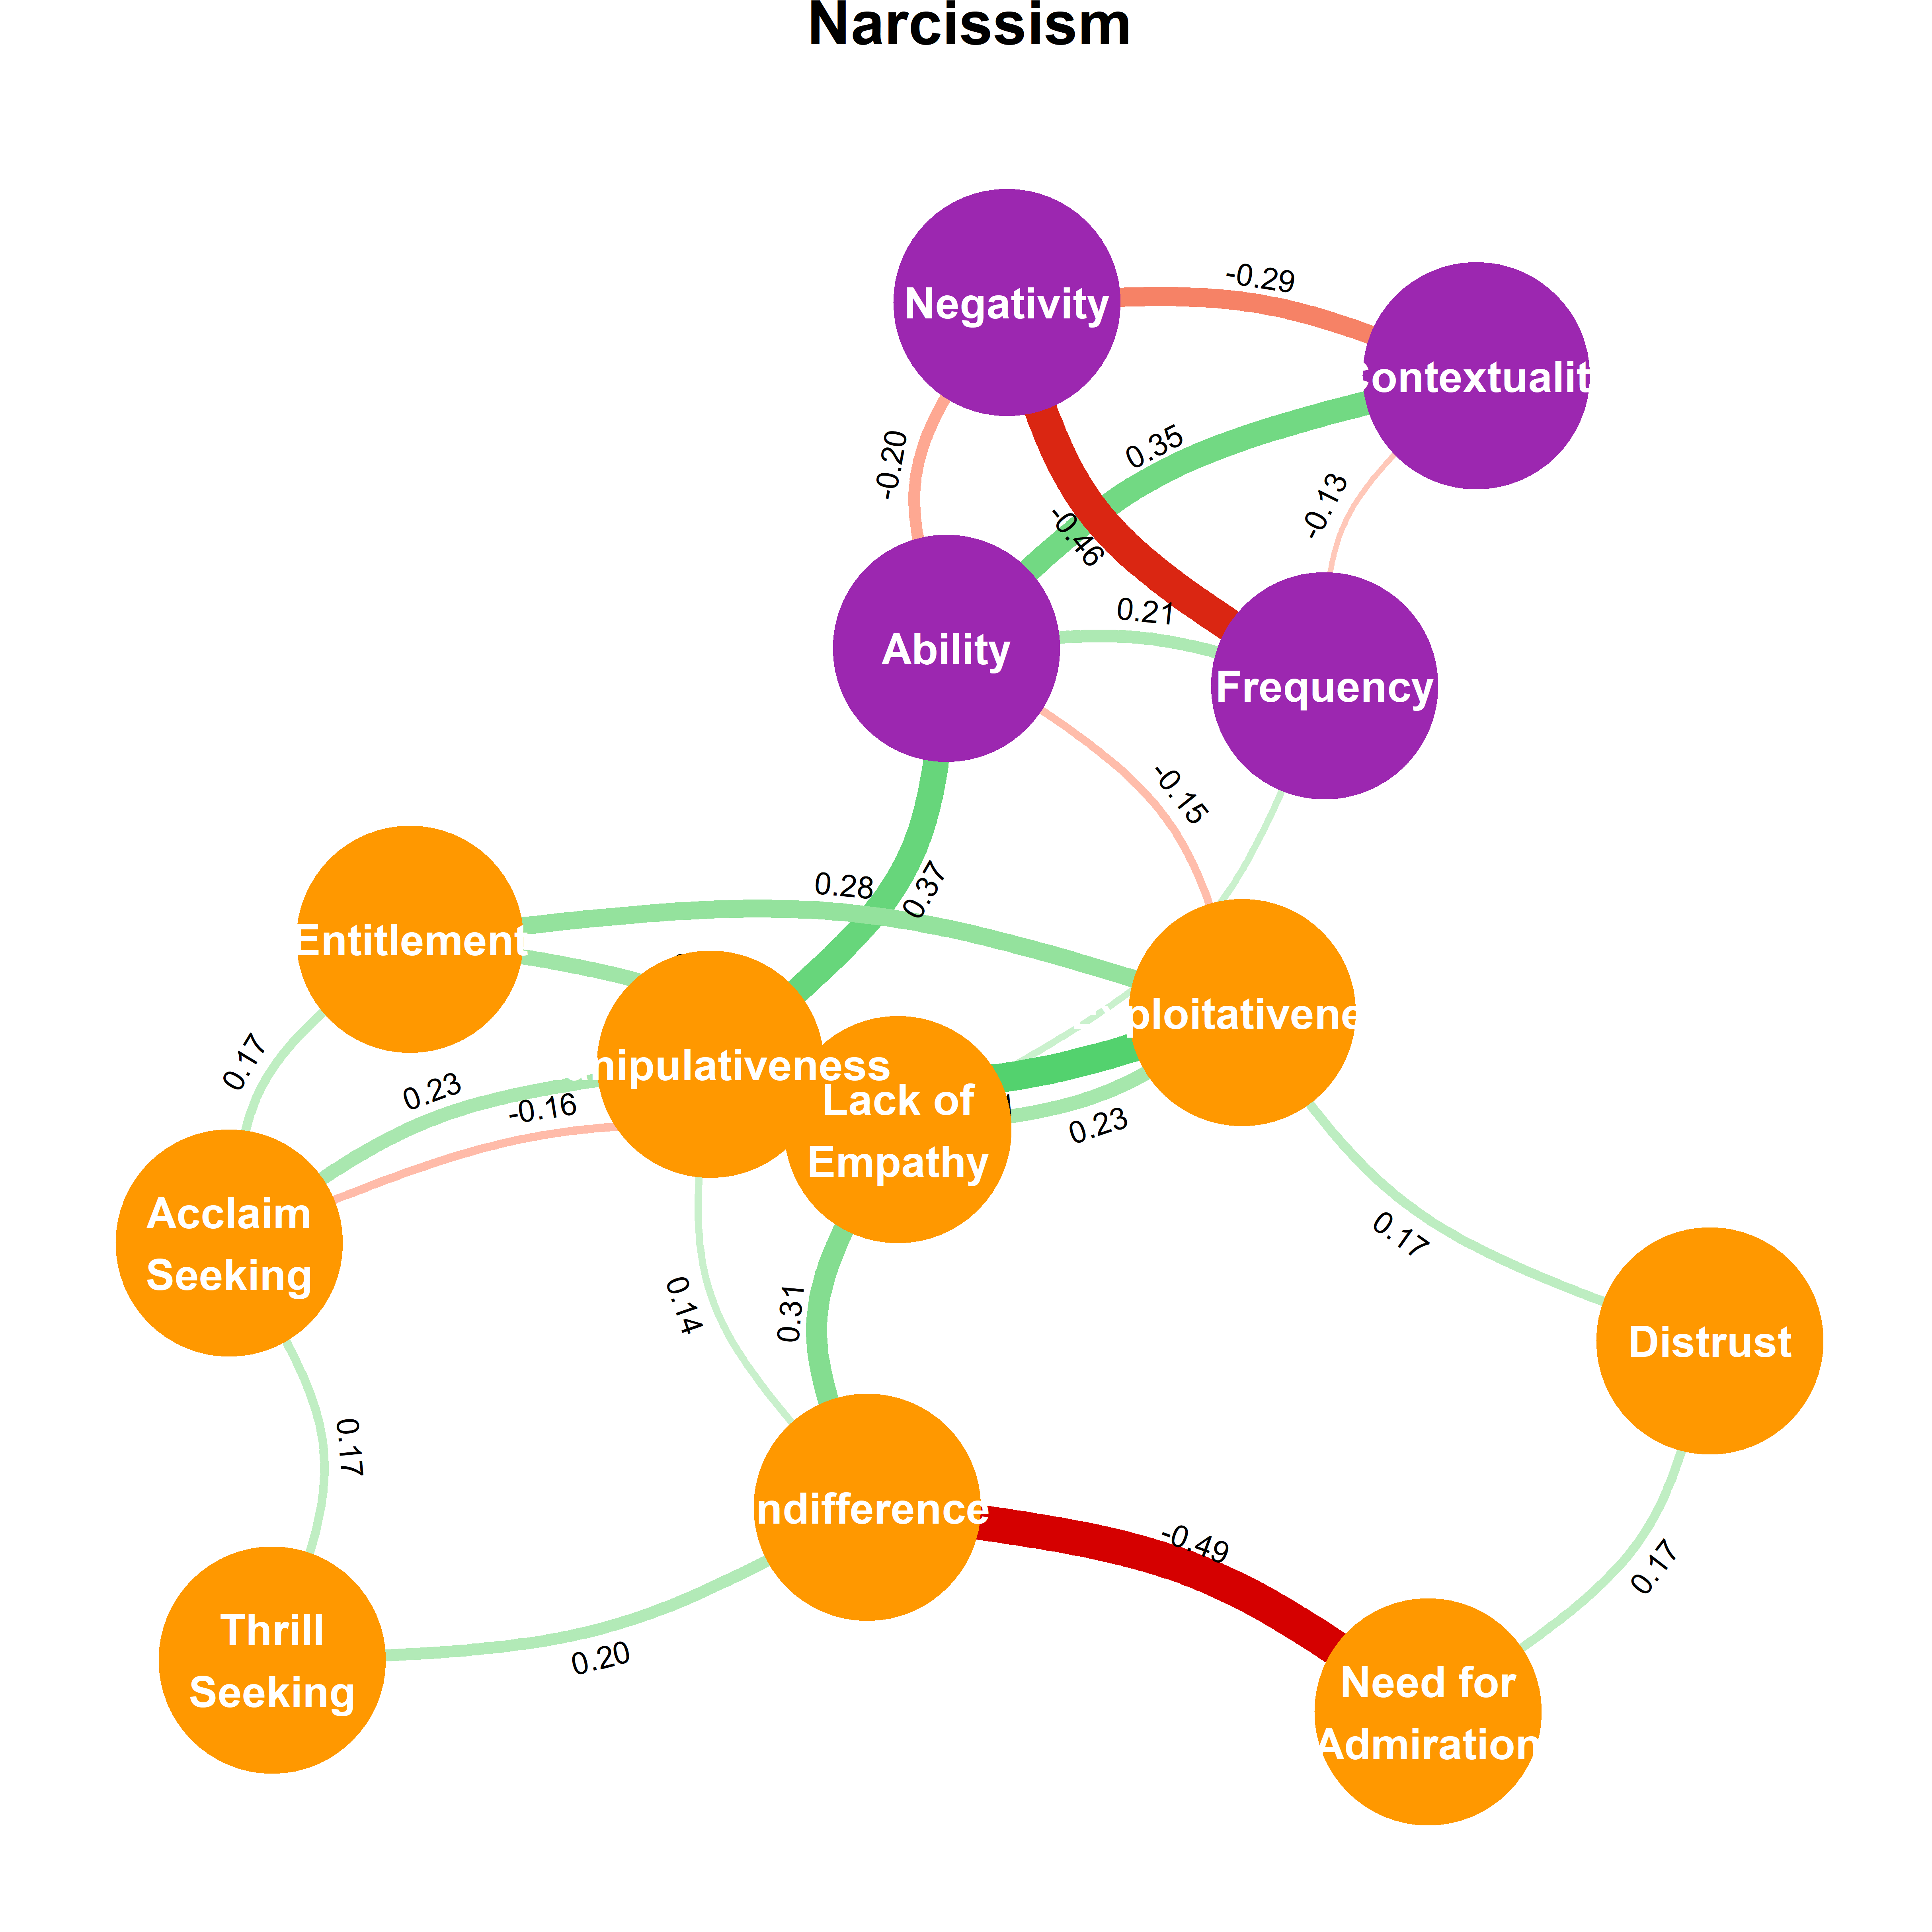 Narcissism
-0.29
Negativity
ontextualit
0.35
-0.20
-0.13
-0.46
0.21
Ability
Frequency
-0.15
0.28
0.37
Entitlement
ploitativene
0.17
nipulativeness
0.23
-0.16
Lack of
Empathy
0.23
Acclaim
Seeking
0.17
0.14
0.31
Distrust
0.17
ndifference
-0.49
0.17
Thrill
Seeking
0.20
Need for
Admiration